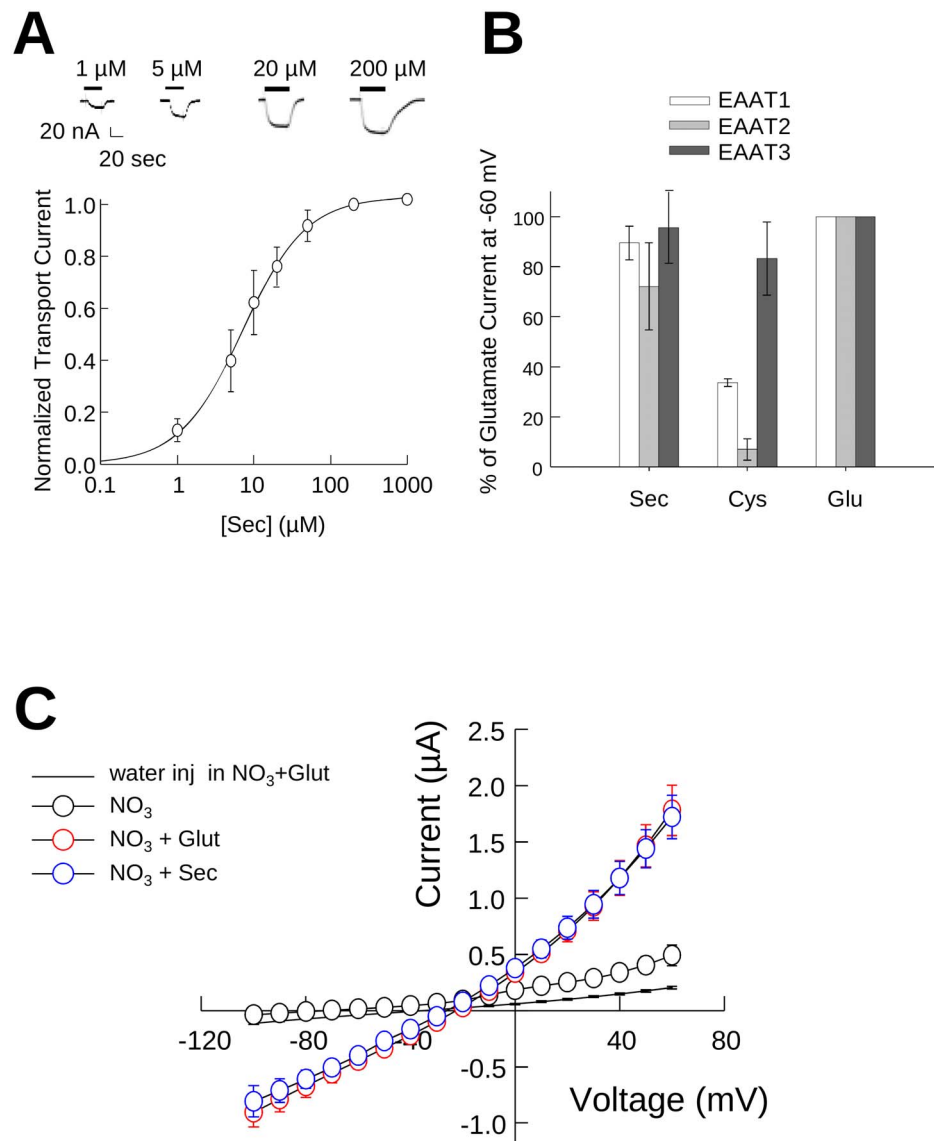 A
1 μM 5 μM 20 μM 200 μM
20 nA
20 sec
Normalized Transport Current
1.0
0.8
0.6
0.4
0.2
0.0
0.1 1 10 100 1000
[Sec] (μM)
B
EAAT1
EAAT2
EAAT3
% of Glutamate Current at -60 mV
100
80
60
40
20
0
Sec Cys Glu
C
water inj in NO₃+Glut
NO₃
NO₃ + Glut
NO₃ + Sec
Current (μA)
2.5
2.0
1.5
1.0
0.5
-120 -80 -40 40 80
-0.5
-1.0
Voltage (mV)